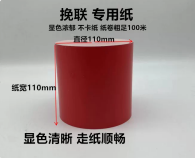 挽联 专用纸
显色浓郁 不卡纸 纸卷粗足100米
直径110mm
纸宽110mm
显色清晰 走纸顺畅